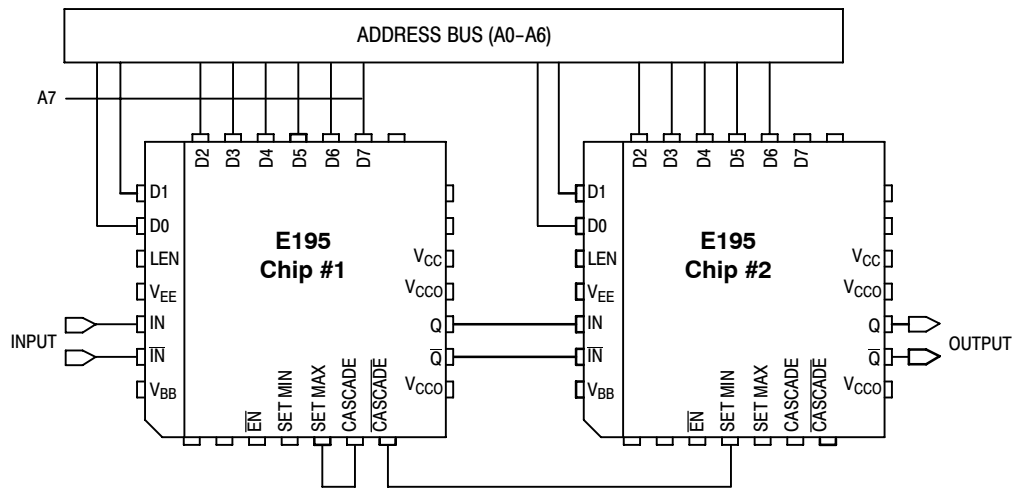 ADDRESS BUS (A0–A6)
A7
D2 D3 D4 D5 D6 D7
D1
D0
LEN
VEE
IN
IN
VBB
E195
Chip #1
VCC
VCCO
Q
Q
VCCO
EN
SET MIN
SET MAX
CASCADE
CASCADE
INPUT
D2 D3 D4 D5 D6 D7
D1
D0
LEN
VEE
IN
IN
VBB
E195
Chip #2
VCC
VCCO
Q
Q
VCCO
EN
SET MIN
SET MAX
CASCADE
CASCADE
OUTPUT